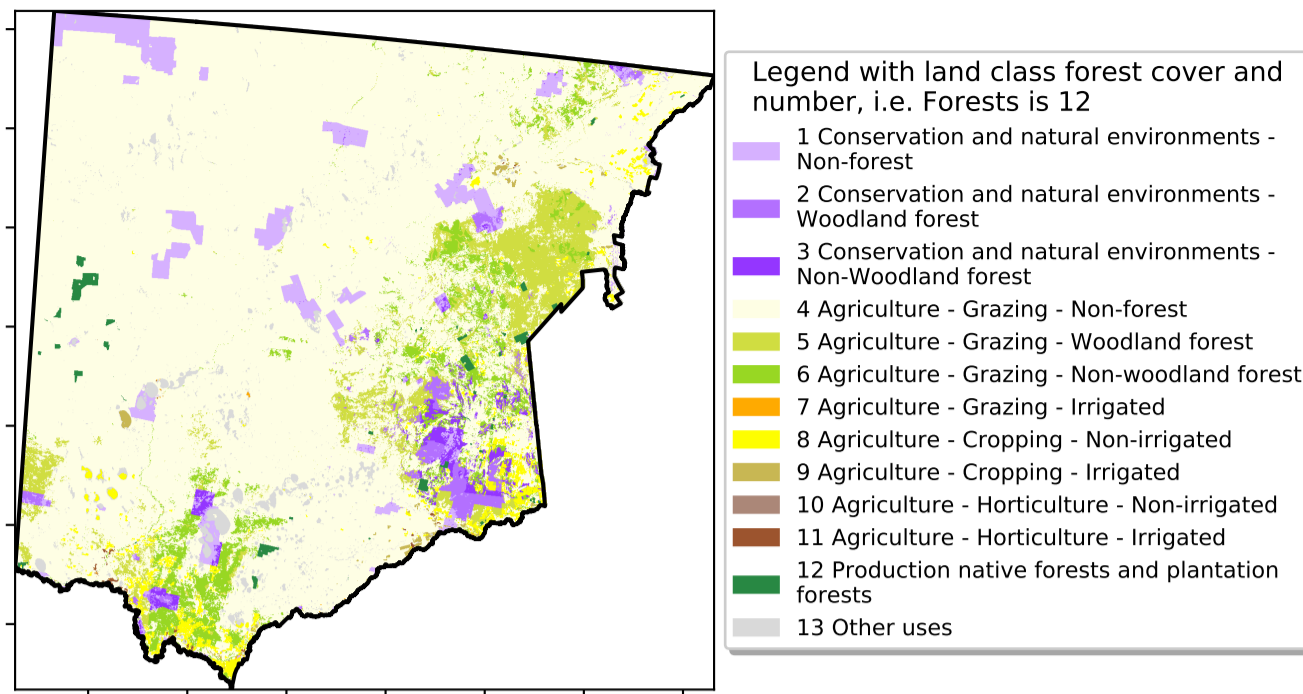 Legend with land class forest cover and
number, i.e. Forests is 12
1 Conservation and natural environments -
Non-forest
2 Conservation and natural environments -
Woodland forest
3 Conservation and natural environments -
Non-Woodland forest
4 Agriculture - Grazing - Non-forest
5 Agriculture - Grazing - Woodland forest
6 Agriculture - Grazing - Non-woodland forest
7 Agriculture - Grazing - Irrigated
8 Agriculture - Cropping - Non-irrigated
9 Agriculture - Cropping - Irrigated
10 Agriculture - Horticulture - Non-irrigated
11 Agriculture - Horticulture - Irrigated
12 Production native forests and plantation
forests
13 Other uses